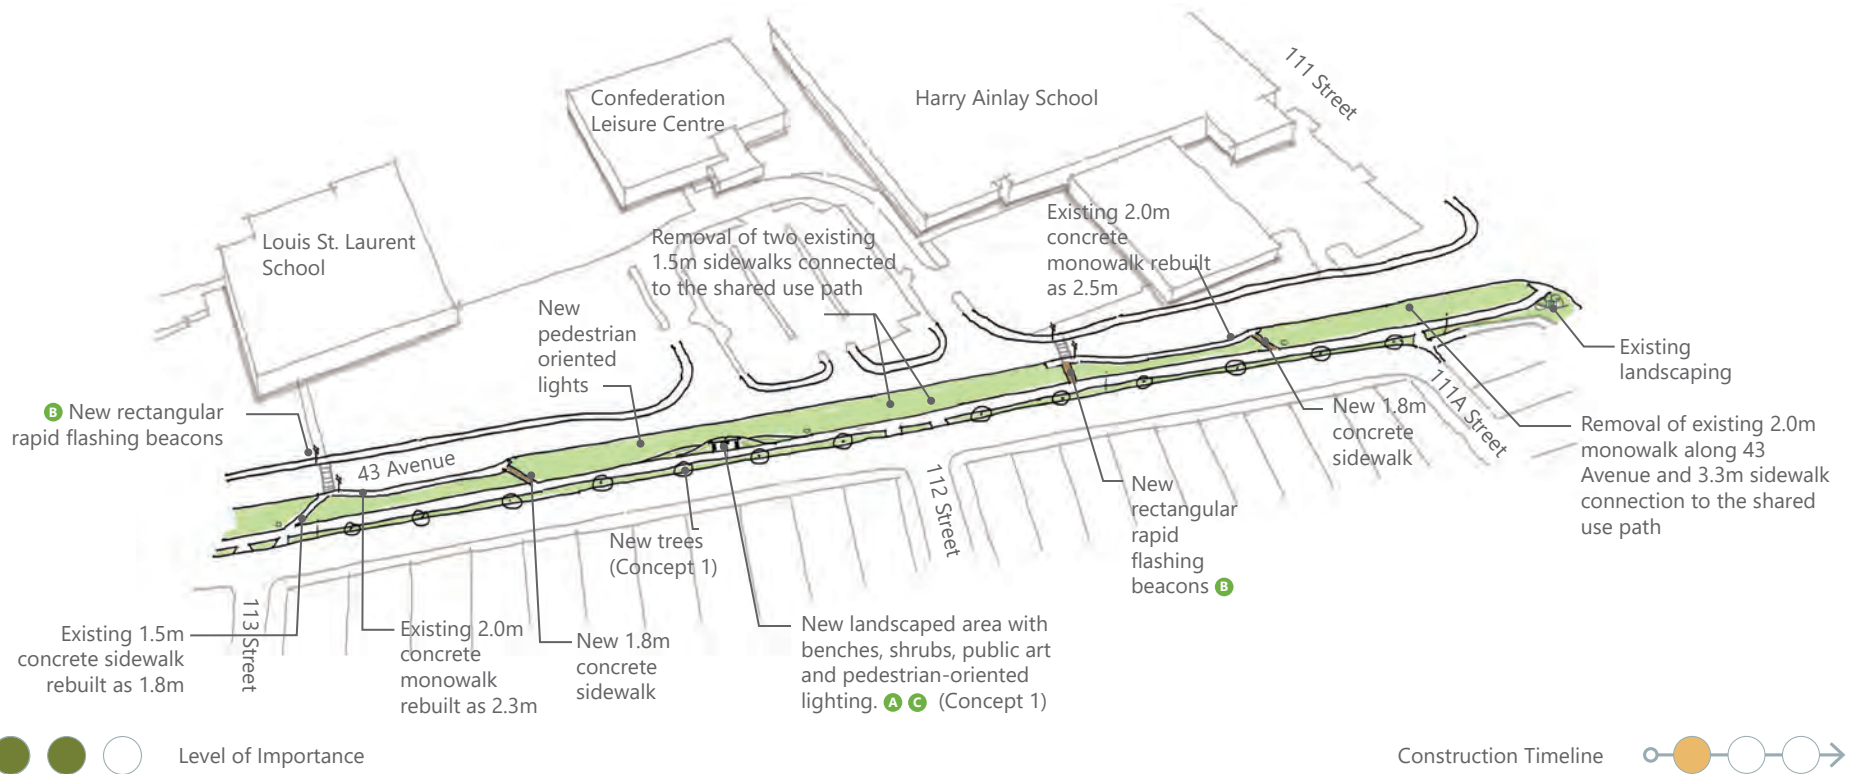 111 Street
Confederation
Leisure Centre
Harry Ainlay School
Louis St. Laurent
School
Removal of two existing
1.5m sidewalks connected
to the shared use path
Existing 2.0m
concrete
monowalk rebuilt
as 2.5m
New
pedestrian
oriented
lights
Existing
landscaping
B New rectangular
rapid flashing beacons
43 Avenue
111A Street
New 1.8m
concrete
sidewalk
Removal of existing 2.0m
monowalk along 43
Avenue and 3.3m sidewalk
connection to the shared
use path
112 Street
New
rectangular
rapid
flashing
beacons B
New trees
(Concept 1)
113 Street
Existing 1.5m
concrete sidewalk
rebuilt as 1.8m
Existing 2.0m
concrete
monowalk
rebuilt as 2.3m
New 1.8m
concrete
sidewalk
New landscaped area with
benches, shrubs, public art
and pedestrian-oriented
lighting. A C (Concept 1)
Level of Importance
Construction Timeline